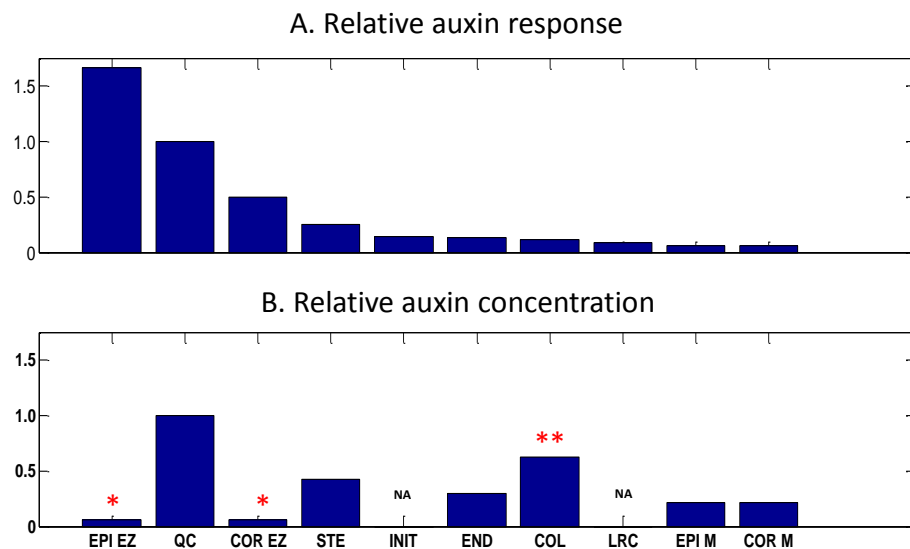 A. Relative auxin response
1.5
1.0
0.5
0
B. Relative auxin concentration
1.5
1.0
0.5
0
* * NA ** NA
EPI EZ QC COR EZ STE INIT END COL LRC EPI M COR M